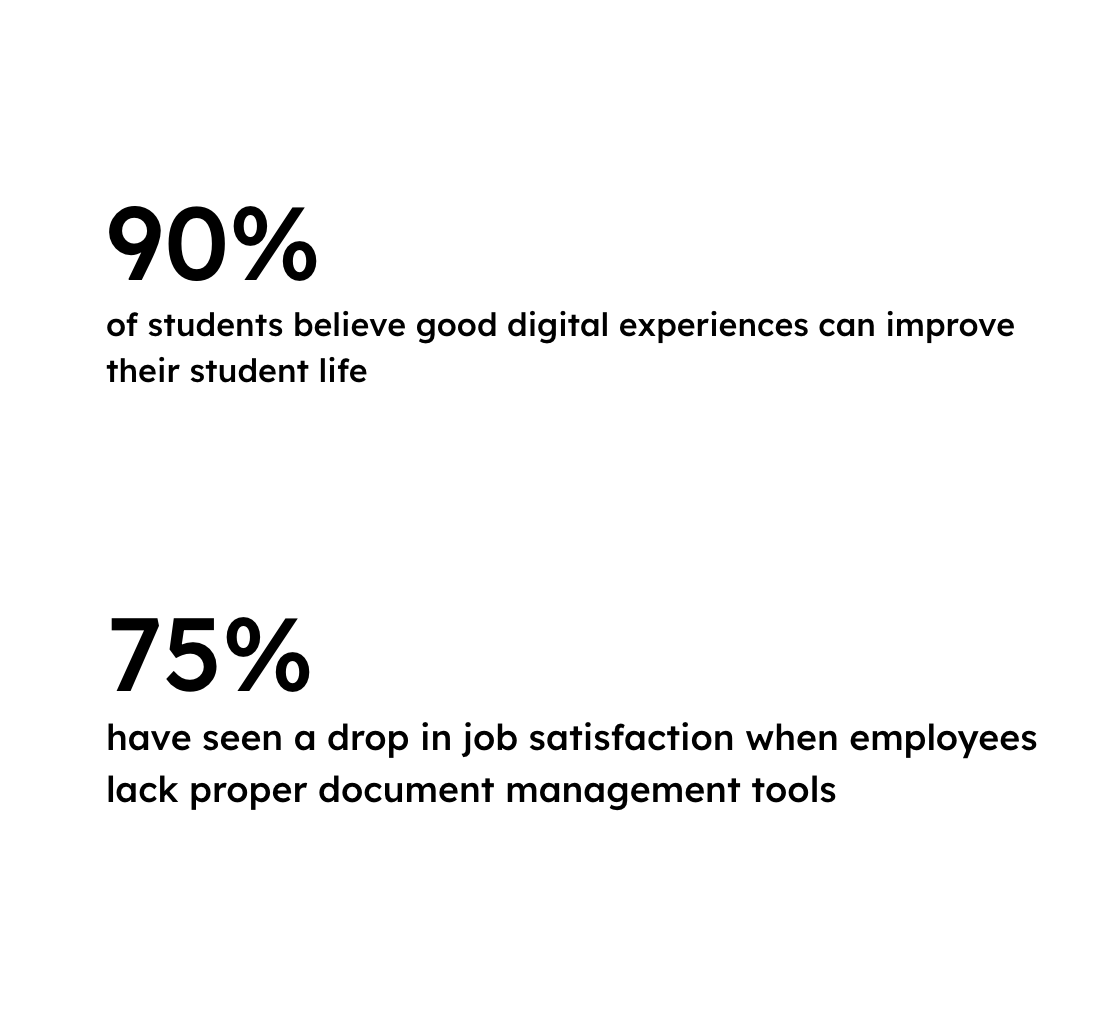 90%
of students believe good digital experiences can improve
their student life
75%
have seen a drop in job satisfaction when employees
lack proper document management tools